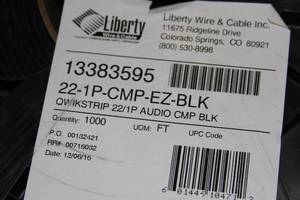 Liberty
Wire & Cable
Liberty Wire & Cable Inc.
11675 Ridgeline Drive
Colorado Springs, CO 80921
(800) 530-8998
13383595
22-1P-CMP-EZ-BLK
QWIKSTRIP 22/1P AUDIO CMP BLK
Quantity: 1000 UOM: FT UPC Code
P.O. 00132421
RR# 00716032
Date: 12/06/16